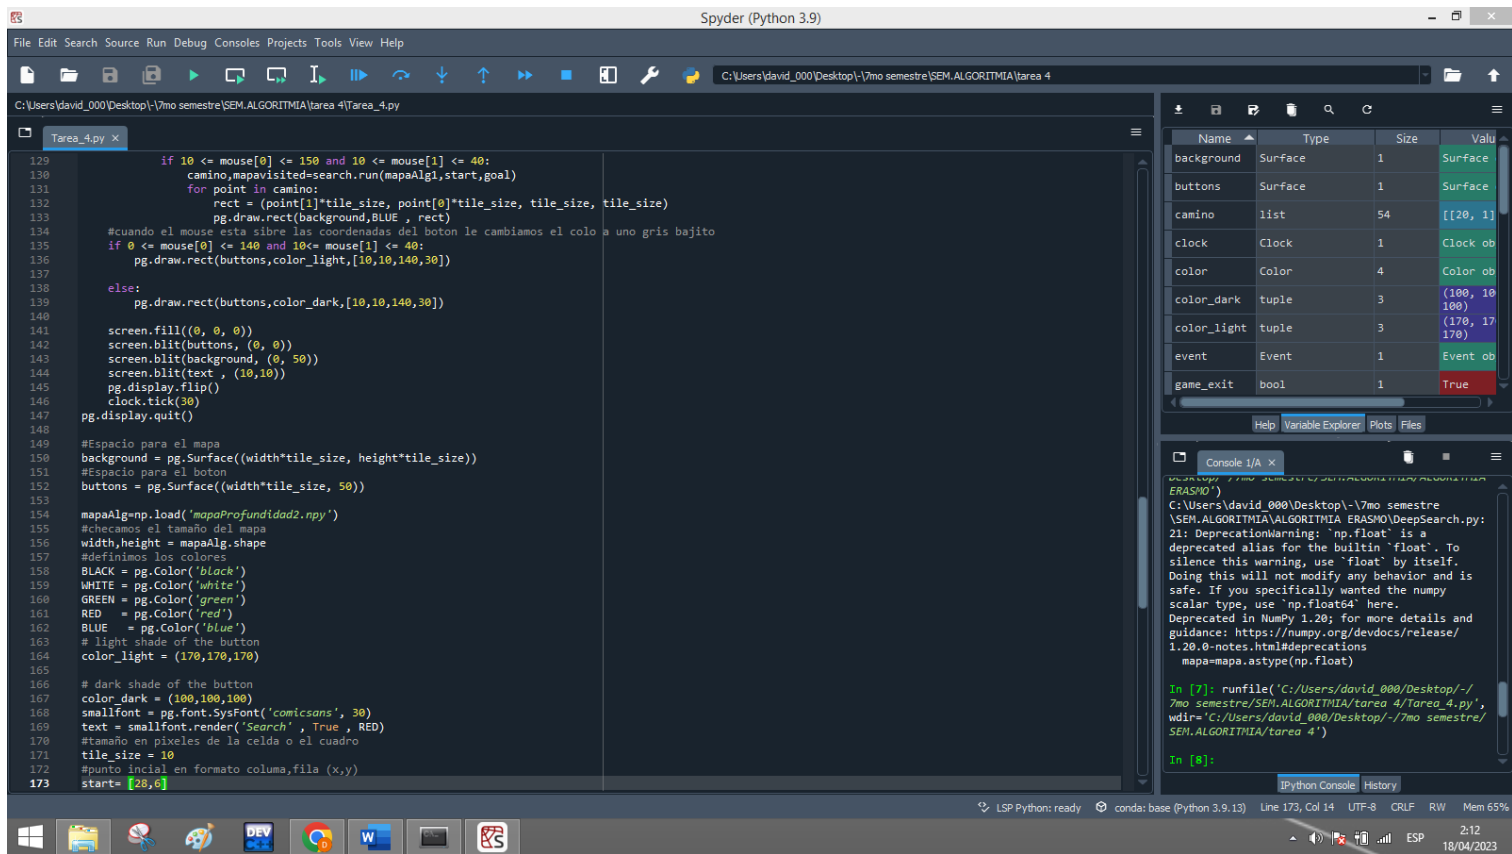 Spyder (Python 3.9)
File Edit Search Source Run Debug Consoles Projects Tools View Help
C:\Users\david_000\Desktop\-\7mo semestre\SEM.ALGORITMIA\tarea 4
C:\Users\david_000\Desktop\-\7mo semestre\SEM.ALGORITMIA\tarea 4\Tarea_4.py
Tarea_4.py
129 if 10 <= mouse[0] <= 150 and 10 <= mouse[1] <= 40:
130 camino,mapavisited=search.run(mapaAlg1,start,goal)
131 for point in camino:
132 rect = (point[1]*tile_size, point[0]*tile_size, tile_size, tile_size)
133 pg.draw.rect(background,BLUE , rect)
134 #cuando el mouse esta sibre las coordenadas del boton le cambiamos el colo a uno gris bajito
135 if 0 <= mouse[0] <= 140 and 10<= mouse[1] <= 40:
136 pg.draw.rect(buttons,color_light,[10,10,140,30])
137
138 else:
139 pg.draw.rect(buttons,color_dark,[10,10,140,30])
140
141 screen.fill((0, 0, 0))
142 screen.blit(buttons, (0, 0))
143 screen.blit(background, (0, 50))
144 screen.blit(text , (10,10))
145 pg.display.flip()
146 clock.tick(30)
147 pg.display.quit()
148
149 #Espacio para el mapa
150 background = pg.Surface((width*tile_size, height*tile_size))
151 #Espacio para el boton
152 buttons = pg.Surface((width*tile_size, 50))
153
154 mapaAlg=np.load('mapaProfundidad2.npy')
155 #checamos el tamaño del mapa
156 width,height = mapaAlg.shape
157 #definimos los colores
158 BLACK = pg.Color('black')
159 WHITE = pg.Color('white')
160 GREEN = pg.Color('green')
161 RED = pg.Color('red')
162 BLUE = pg.Color('blue')
163 # light shade of the button
164 color_light = (170,170,170)
165
166 # dark shade of the button
167 color_dark = (100,100,100)
168 smallfont = pg.font.SysFont('comicsans', 30)
169 text = smallfont.render('Search' , True , RED)
170 #tamaño en pixeles de la celda o el cuadro
171 tile_size = 10
172 #punto incial en formato columa,fila (x,y)
173 start= [28,6]
Name Type Size Valu
background Surface 1 Surface
buttons Surface 1 Surface
camino list 54 [[20, 1]
clock Clock 1 Clock ob
color Color 4 Color ob
color_dark tuple 3 (100, 10
100)
color_light tuple 3 (170, 17
170)
event Event 1 Event ob
game_exit bool 1 True
Help Variable Explorer Plots Files
Console 1/A
Desktop/-/7mo semestre/SEM.ALGORITMIA/ALGORITMIA
ERASMO')
C:\Users\david_000\Desktop\-\7mo semestre
\SEM.ALGORITMIA\ALGORITMIA ERASMO\DeepSearch.py:
21: DeprecationWarning: `np.float` is a
deprecated alias for the builtin `float`. To
silence this warning, use `float` by itself.
Doing this will not modify any behavior and is
safe. If you specifically wanted the numpy
scalar type, use `np.float64` here.
Deprecated in NumPy 1.20; for more details and
guidance: https://numpy.org/devdocs/release/
1.20.0-notes.html#deprecations
mapa=mapa.astype(np.float)
In [7]: runfile('C:/Users/david_000/Desktop/-/
7mo semestre/SEM.ALGORITMIA/tarea 4/Tarea_4.py',
wdir='C:/Users/david_000/Desktop/-/7mo semestre/
SEM.ALGORITMIA/tarea 4')
In [8]:
IPython Console History
LSP Python: ready conda: base (Python 3.9.13) Line 173, Col 14 UTF-8 CRLF RW Mem 65%
DEV
C++
W
ESP
2:12
18/04/2023